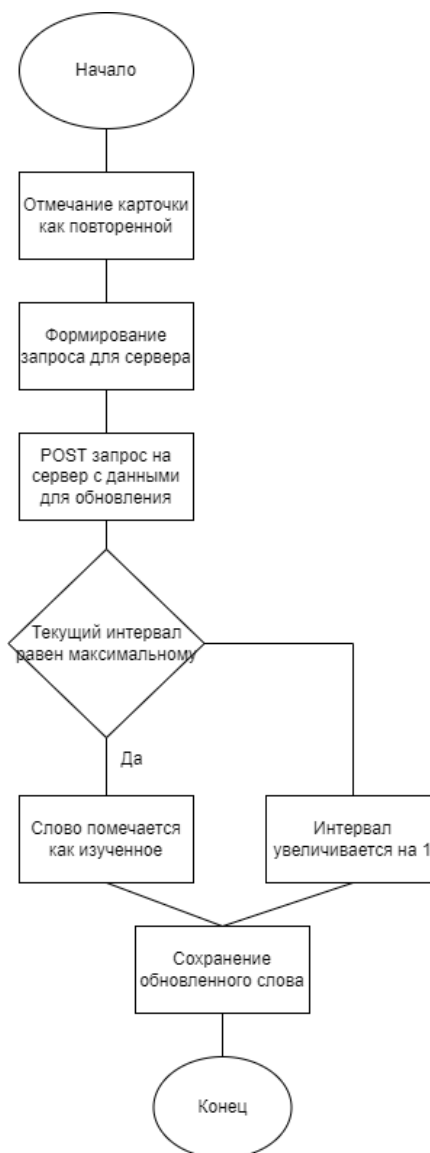 Начало
Отмечание карточки
как повторенной
Формирование
запроса для сервера
POST запрос на
сервер с данными
для обновления
Текущий интервал
равен максимальному
Да
Слово помечается
как изученное
Интервал
увеличивается на 1
Сохранение
обновленного слова
Конец